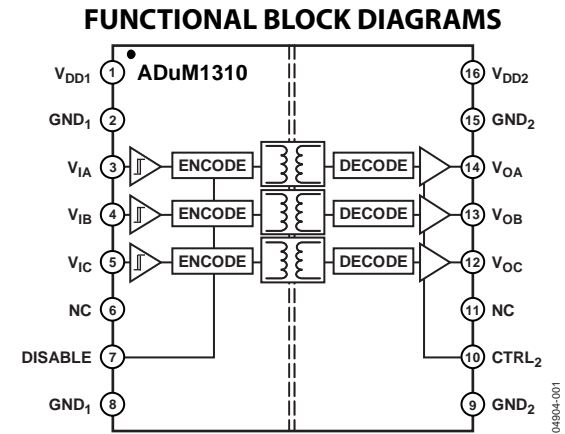 FUNCTIONAL BLOCK DIAGRAMS
VDD1 1 ADuM1310 16 VDD2
GND1 2 15 GND2
VIA 3 ENCODE DECODE 14 VOA
VIB 4 ENCODE DECODE 13 VOB
VIC 5 ENCODE DECODE 12 VOC
NC 6 11 NC
DISABLE 7 10 CTRL2
GND1 8 9 GND2
04904-001